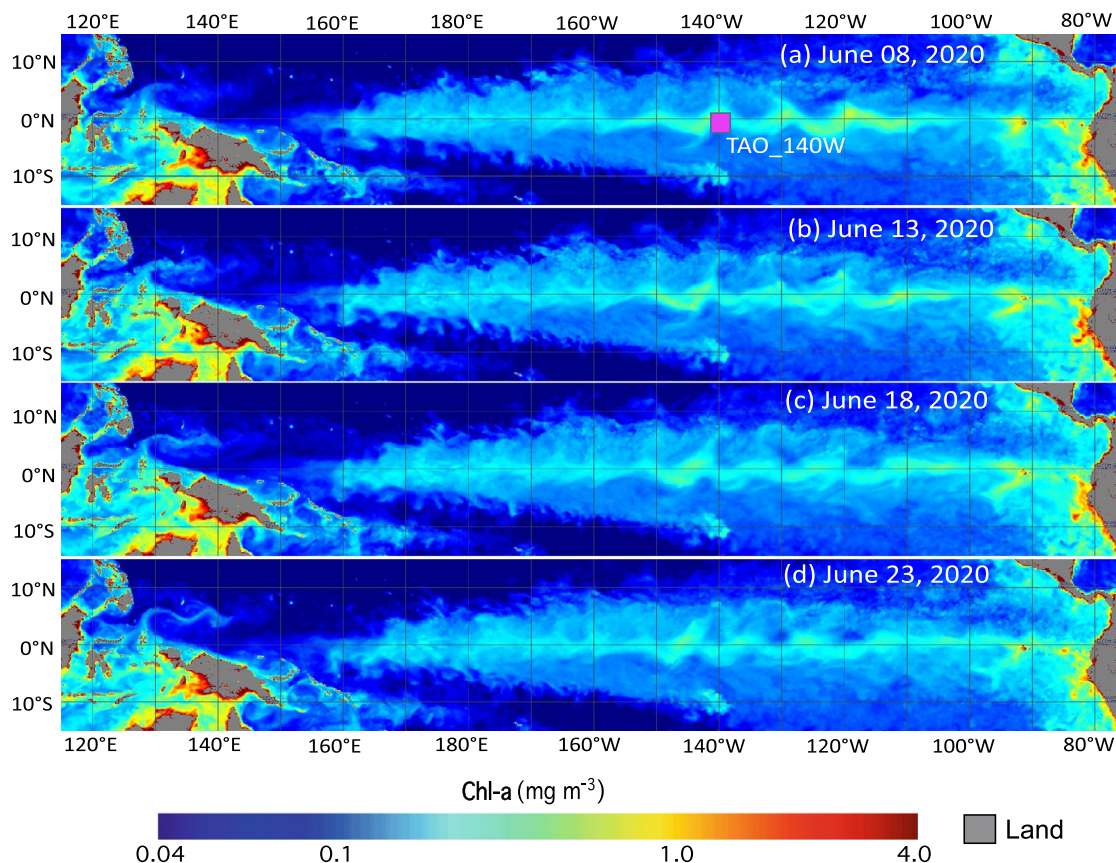 120°E 140°E 160°E 180°E 160°W 140°W 120°W 100°W 80°W
(a) June 08, 2020
10°N
0°N
TAO_140W
10°S
(b) June 13, 2020
10°N
0°N
10°S
(c) June 18, 2020
10°N
0°N
10°S
(d) June 23, 2020
10°N
0°N
10°S
120°E 140°E 160°E 180°E 160°W 140°W 120°W 100°W 80°W
Chl-a (mg m⁻³)
Land
0.04 0.1 1.0 4.0